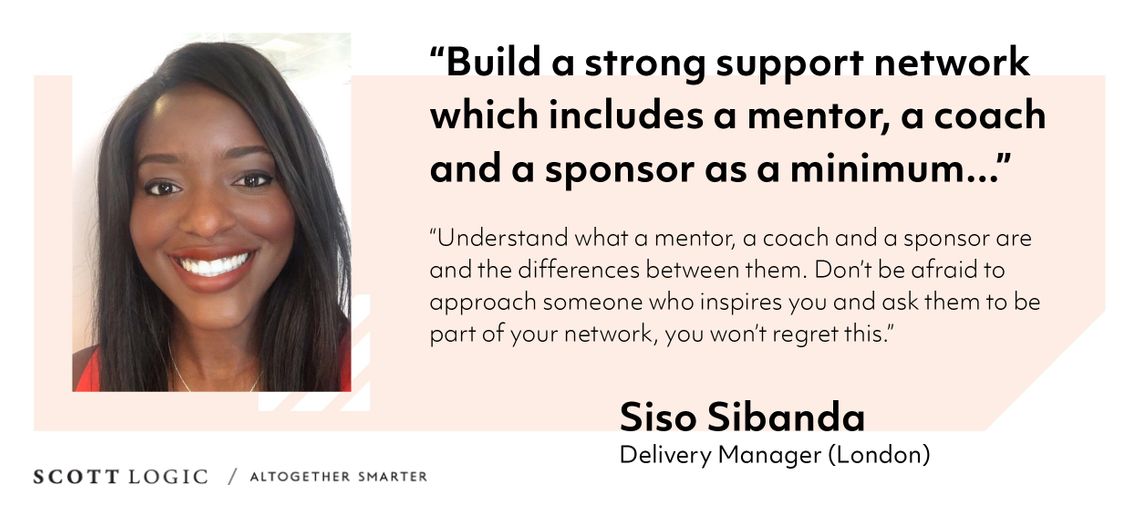 “Build a strong support network
which includes a mentor, a coach
and a sponsor as a minimum...”
“Understand what a mentor, a coach and a sponsor are
and the differences between them. Don’t be afraid to
approach someone who inspires you and ask them to be
part of your network, you won’t regret this.”
Siso Sibanda
Delivery Manager (London)
SCOTT LOGIC / ALTOGETHER SMARTER